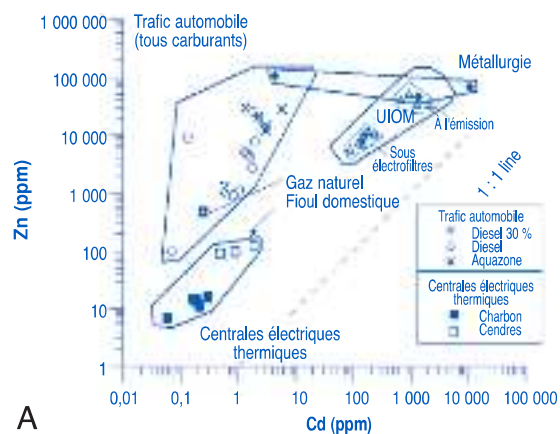 1 000 000
100 000
10 000
1 000
100
10
1
Zn (ppm)
Trafic automobile
(tous carburants)
Métallurgie
UIOM
À l'émission
Sous
électrofiltres
Gaz naturel
Fioul domestique
1 : 1 line
Trafic automobile
Diesel 30 %
Diesel
Aquazone
Centrales électriques
thermiques
Charbon
Cendres
Centrales électriques
thermiques
0,01
0,1
1
10
100
1 000
10 000
Cd (ppm)
A